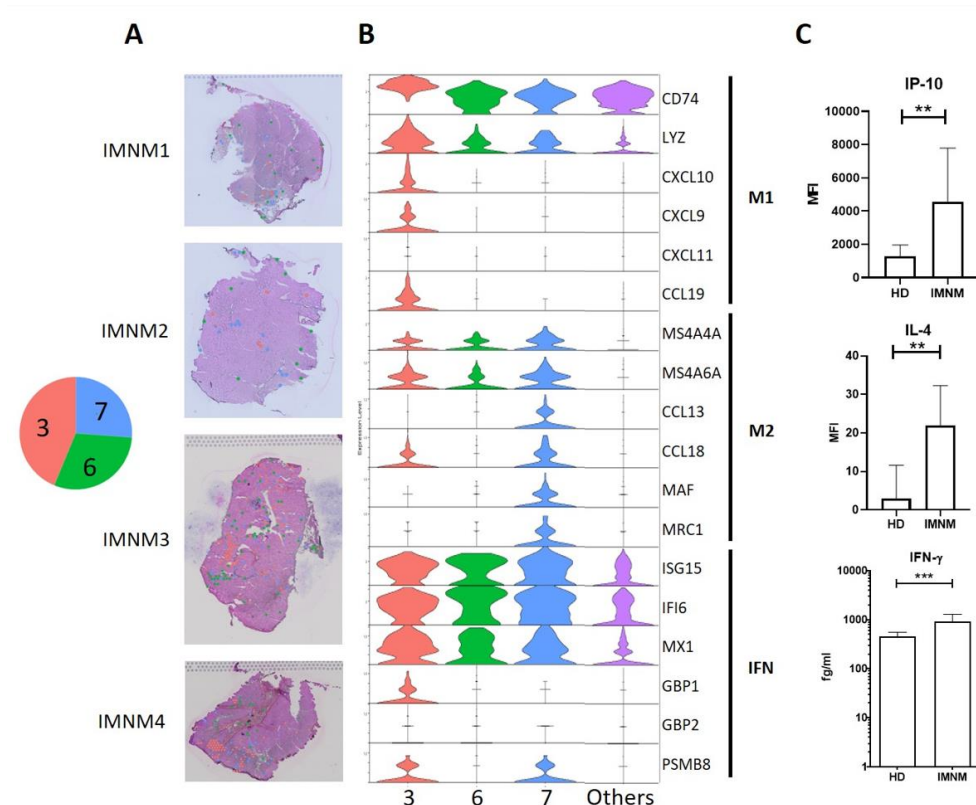 A
B
C
IMNM1
IMNM2
IMNM3
IMNM4
3
7
6
Expression Level
CD74
LYZ
CXCL10
CXCL9
CXCL11
CCL19
MS4A4A
MS4A6A
CCL13
CCL18
MAF
MRC1
ISG15
IFI6
MX1
GBP1
GBP2
PSMB8
3 6 7 Others
M1
M2
IFN
IP-10
**
10000
8000
6000
4000
2000
0
MFI
HD IMNM
IL-4
**
40
30
20
10
0
MFI
HD IMNM
IFN-γ
***
10000
1000
100
10
1
fg/ml
HD IMNM